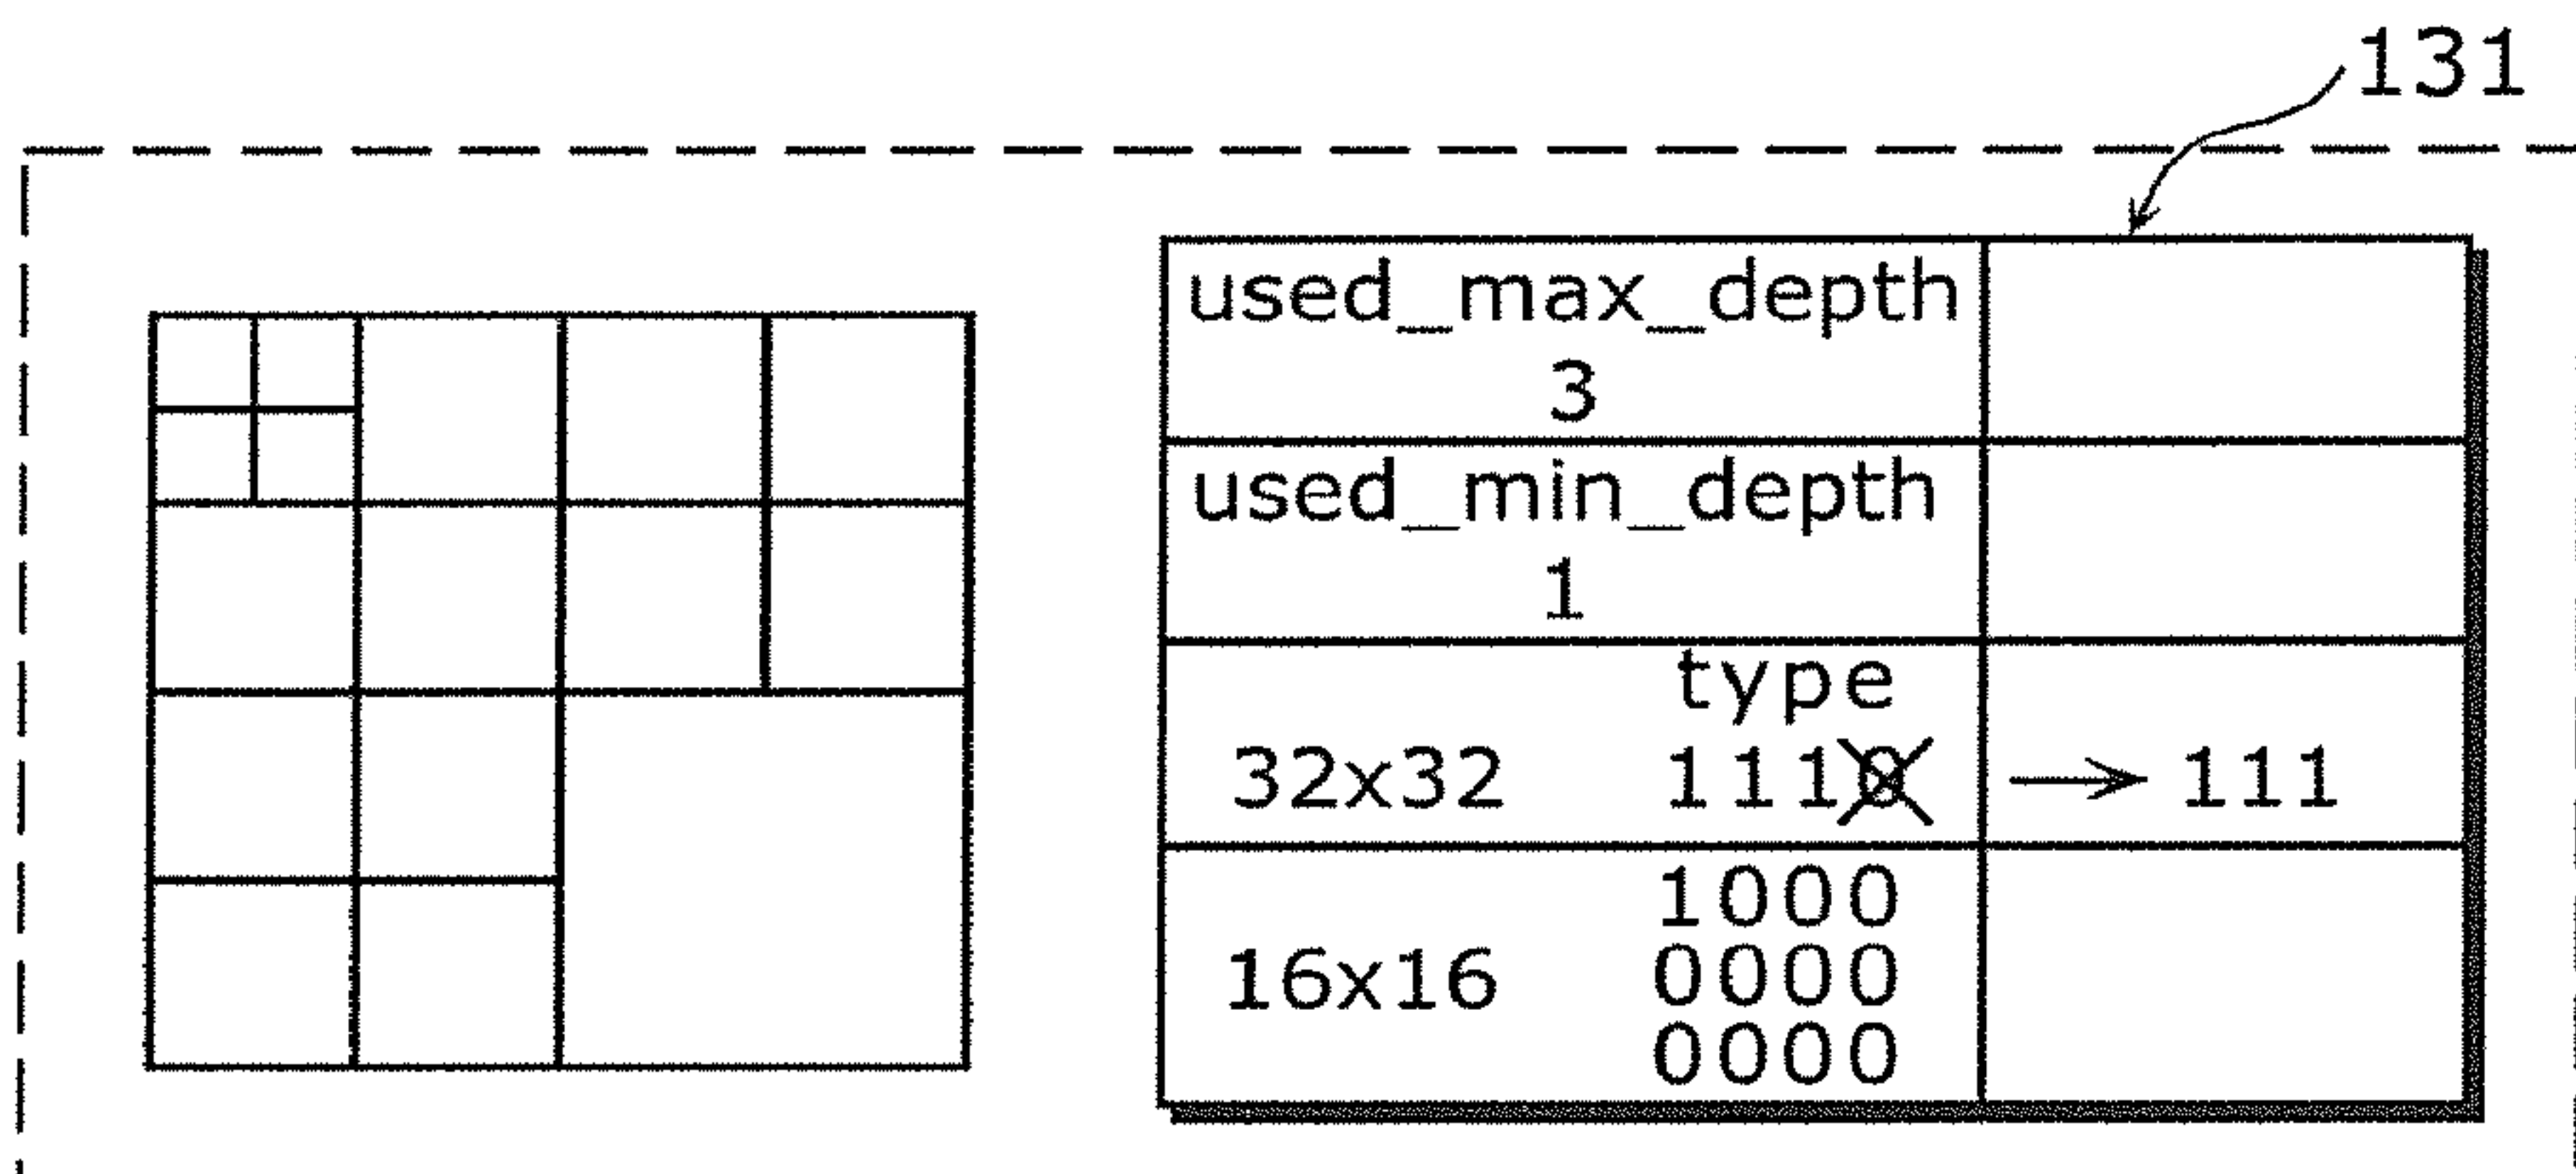 131
used_max_depth
3
used_min_depth
1
type
32x32 1110 → 111
1000
16x16 0000
0000